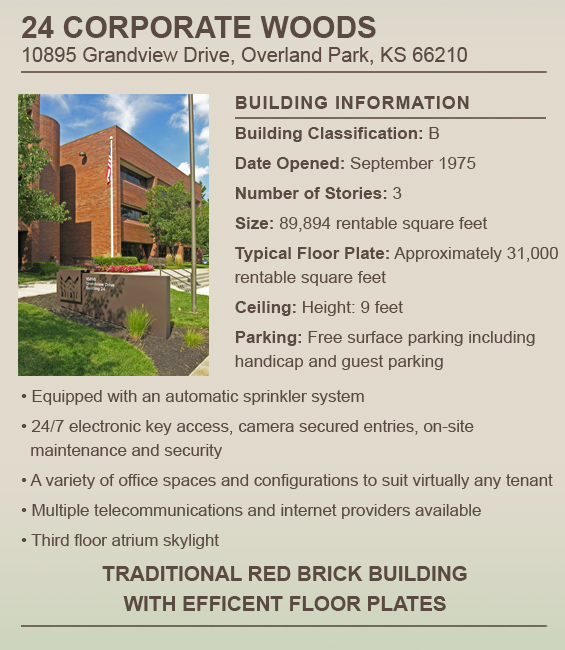 24 CORPORATE WOODS
10895 Grandview Drive, Overland Park, KS 66210
BUILDING INFORMATION
Building Classification: B
Date Opened: September 1975
Number of Stories: 3
Size: 89,894 rentable square feet
Typical Floor Plate: Approximately 31,000
rentable square feet
Ceiling: Height: 9 feet
Parking: Free surface parking including
handicap and guest parking
10895
Grandview Drive
Building 24
• Equipped with an automatic sprinkler system
• 24/7 electronic key access, camera secured entries, on-site
maintenance and security
• A variety of office spaces and configurations to suit virtually any tenant
• Multiple telecommunications and internet providers available
• Third floor atrium skylight
TRADITIONAL RED BRICK BUILDING
WITH EFFICENT FLOOR PLATES